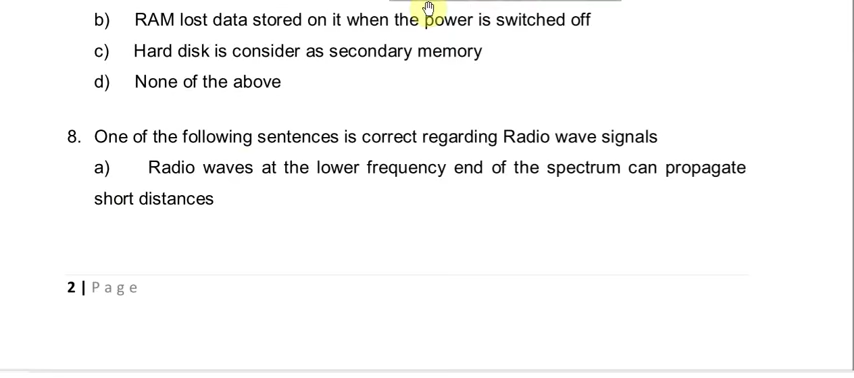 b) RAM lost data stored on it when the power is switched off
c) Hard disk is consider as secondary memory
d) None of the above
8. One of the following sentences is correct regarding Radio wave signals
a) Radio waves at the lower frequency end of the spectrum can propagate
short distances
2 | Page